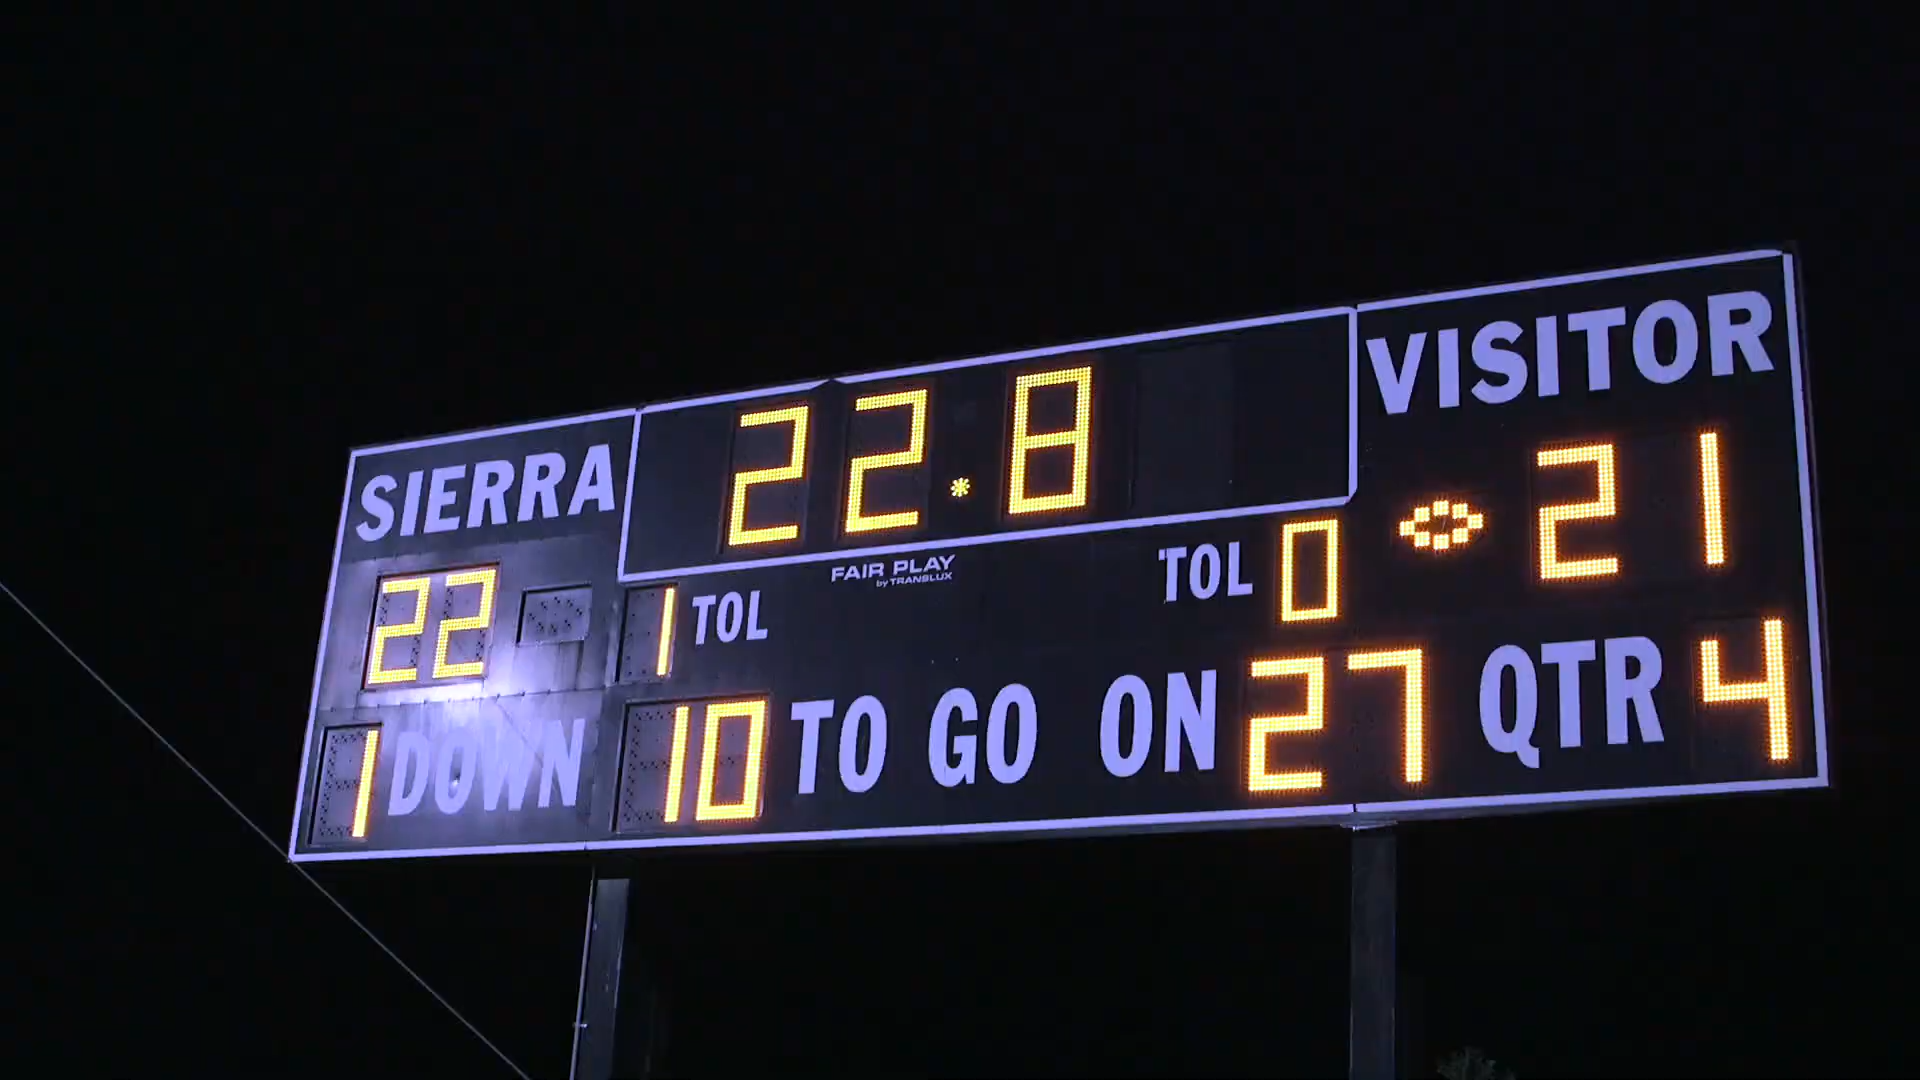 22.8
SIERRA
VISITOR
22
21
FAIR PLAY
by TRANSLUX
1 TOL
TOL 0
1 DOWN 10 TO GO ON 27 QTR 4